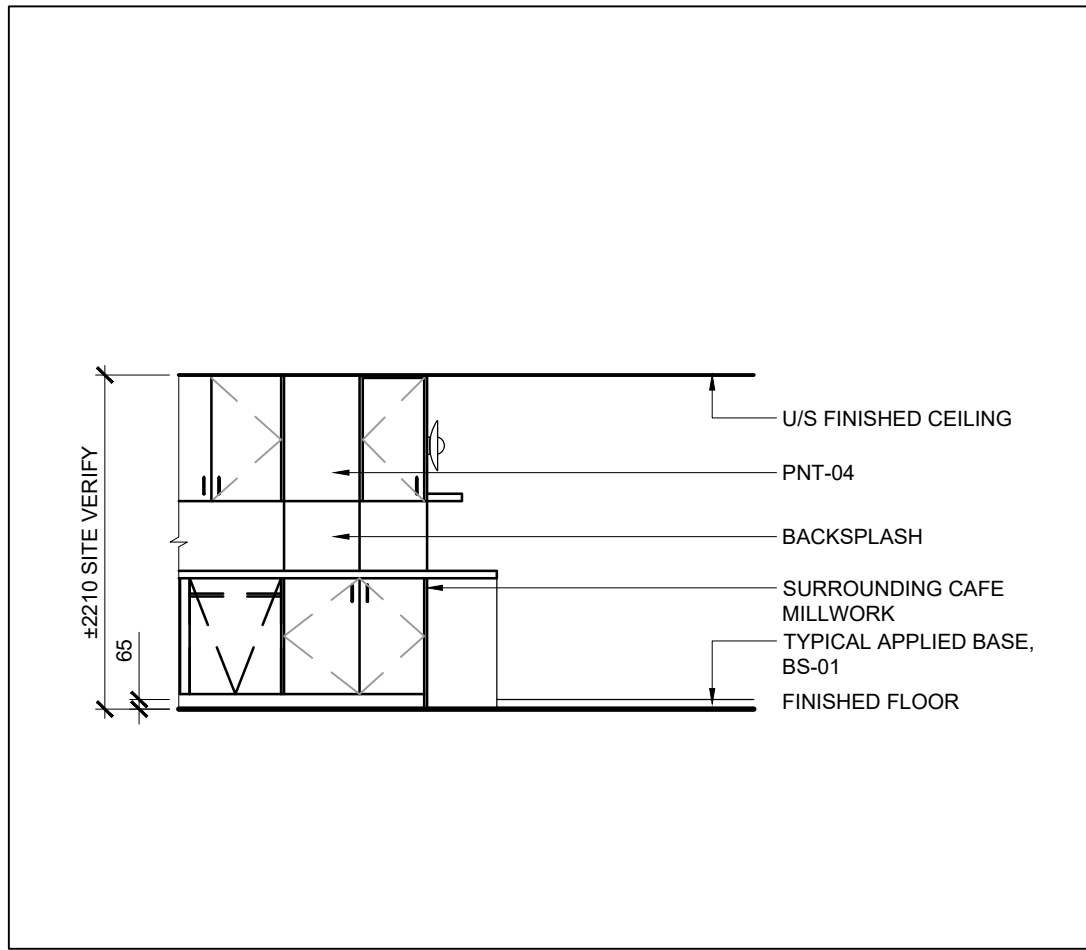 ±2210 SITE VERIFY
65
U/S FINISHED CEILING
PNT-04
BACKSPLASH
SURROUNDING CAFE
MILLWORK
TYPICAL APPLIED BASE,
BS-01
FINISHED FLOOR